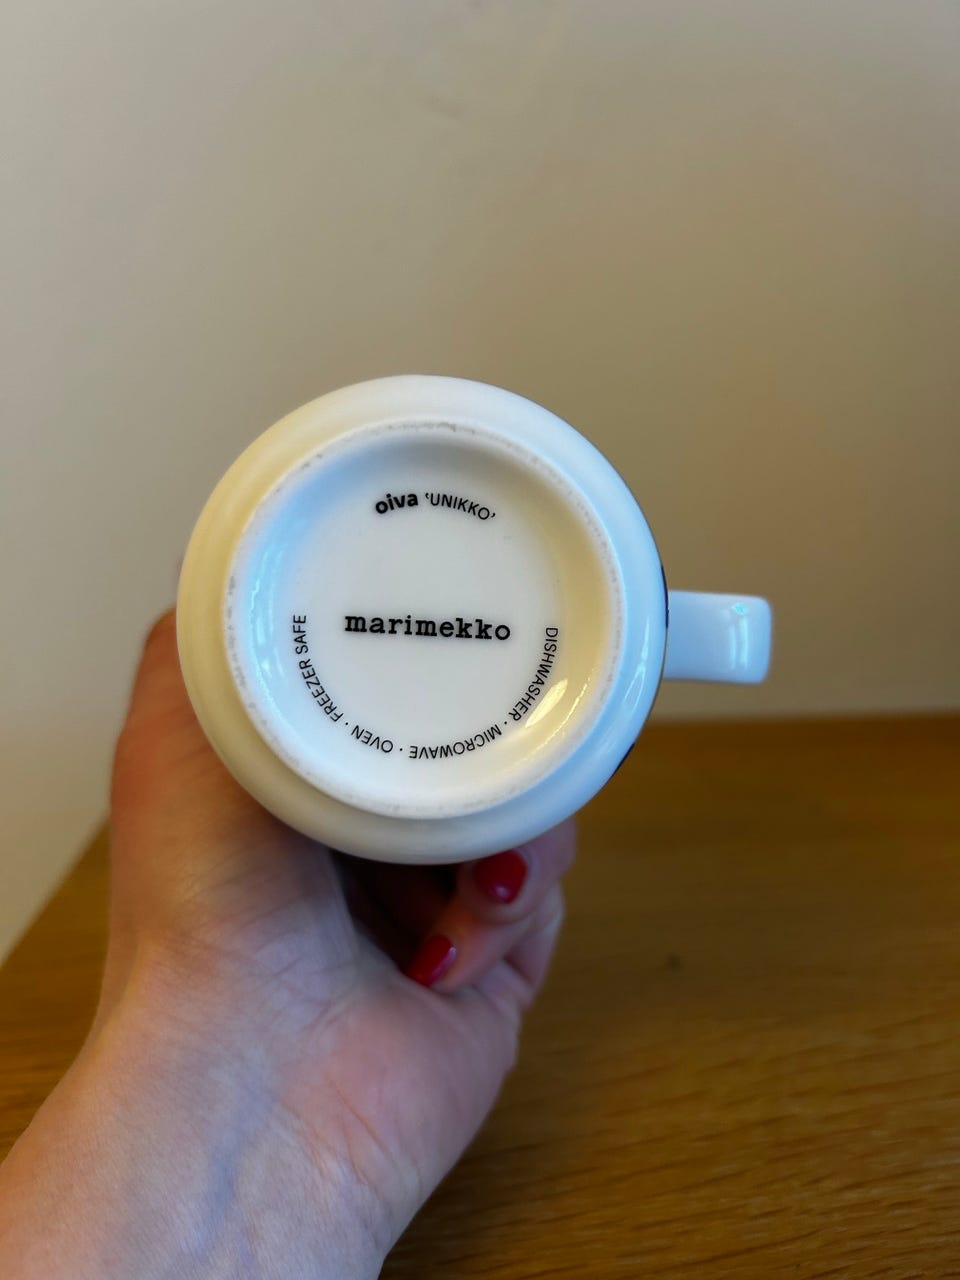 oiva ‘UNIKKO’
marimekko
DISHWASHER · MICROWAVE · OVEN · FREEZER SAFE